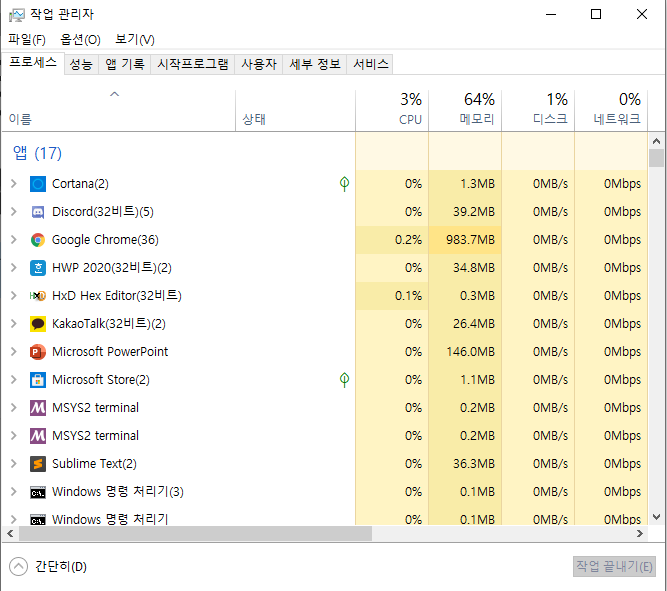 작업 관리자
파일(F) 옵션(O) 보기(V)
프로세스 성능 앱 기록 시작프로그램 사용자 세부 정보 서비스
3% 64% 1% 0%
이름 상태 CPU 메모리 디스크 네트워크
앱 (17)
Cortana(2) 0% 1.3MB 0MB/s 0Mbps
Discord(32비트)(5) 0% 39.2MB 0MB/s 0Mbps
Google Chrome(36) 0.2% 983.7MB 0MB/s 0Mbps
HWP 2020(32비트)(2) 0% 34.8MB 0MB/s 0Mbps
HxD Hex Editor(32비트) 0.1% 0.3MB 0MB/s 0Mbps
KakaoTalk(32비트)(2) 0% 26.4MB 0MB/s 0Mbps
Microsoft PowerPoint 0% 146.0MB 0MB/s 0Mbps
Microsoft Store(2) 0% 1.1MB 0MB/s 0Mbps
MSYS2 terminal 0% 0.2MB 0MB/s 0Mbps
MSYS2 terminal 0% 0.2MB 0MB/s 0Mbps
Sublime Text(2) 0% 36.3MB 0MB/s 0Mbps
Windows 명령 처리기(3) 0% 0.1MB 0MB/s 0Mbps
Windows 명령 처리기 0% 0.1MB 0MB/s 0Mbps
간단히(D) 작업 끝내기(E)